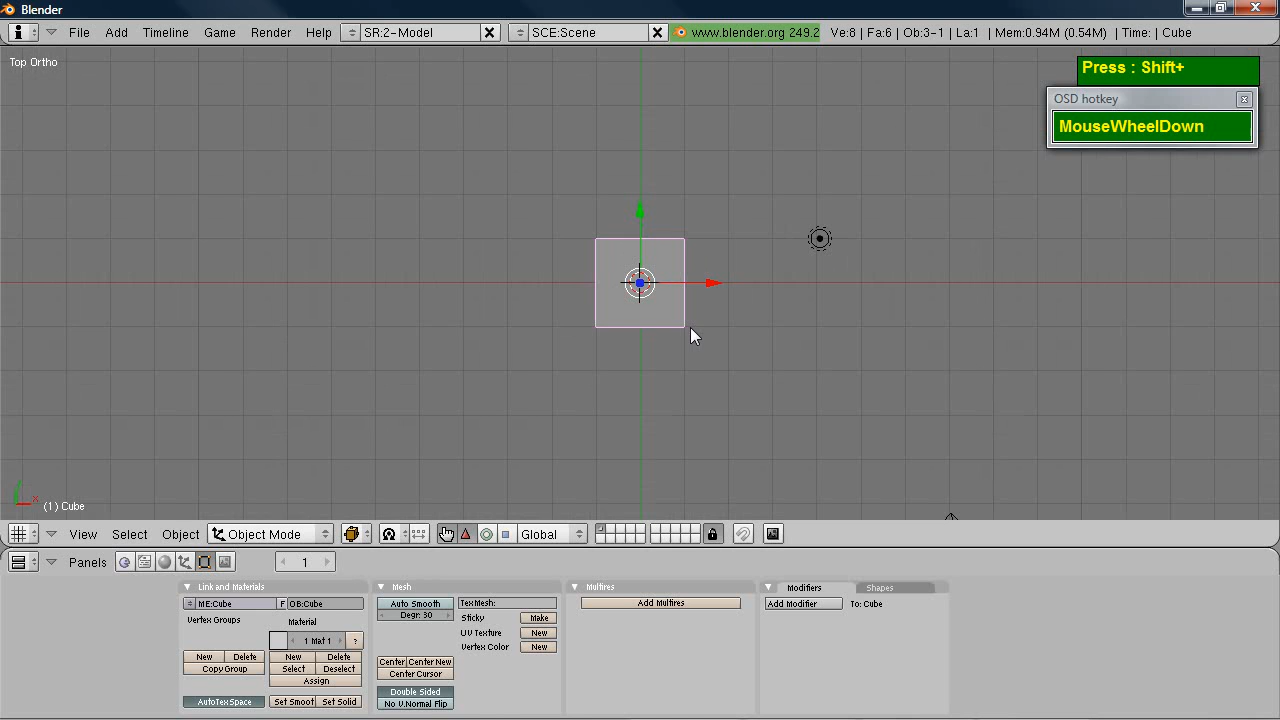 Blender
File Add Timeline Game Render Help SR:2-Model SCE:Scene www.blender.org 249.2 Ve:8 | Fa:6 | Ob:3-1 | La:1 | Mem:0.94M (0.54M) | Time: | Cube
Top Ortho
Press : Shift+
OSD hotkey
MouseWheelDown
x
(1) Cube
View Select Object Object Mode Global
Panels 1
Link and Materials Mesh Multires Modifiers Shapes
ME:Cube F OB:Cube Auto Smooth TexMesh: Add Multires Add Modifier To: Cube
Degr: 30
Vertex Groups Material Sticky Make
1 Mat 1 ? UV Texture New
Vertex Color New
New Delete New Delete Center Center New
Copy Group Select Deselect Center Cursor
Assign
Double Sided
AutoTexSpace Set Smoot Set Solid No V.Normal Flip